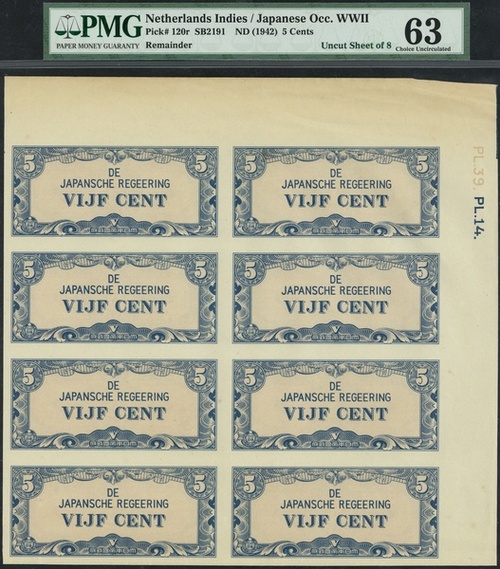 PMG
PAPER MONEY GUARANTY
Netherlands Indies / Japanese Occ. WWII
Pick# 120r SB2191 ND (1942) 5 Cents
Remainder
Uncut Sheet of 8
63
Choice Uncirculated
PL.39.
PL.14.
5 5
DE
JAPANSCHE REGEERING
VIJF CENT
V
5 5
DE
JAPANSCHE REGEERING
VIJF CENT
V
5 5
DE
JAPANSCHE REGEERING
VIJF CENT
V
5 5
DE
JAPANSCHE REGEERING
VIJF CENT
V
5 5
DE
JAPANSCHE REGEERING
VIJF CENT
V
5 5
DE
JAPANSCHE REGEERING
VIJF CENT
V
5 5
DE
JAPANSCHE REGEERING
VIJF CENT
V
5 5
DE
JAPANSCHE REGEERING
VIJF CENT
V